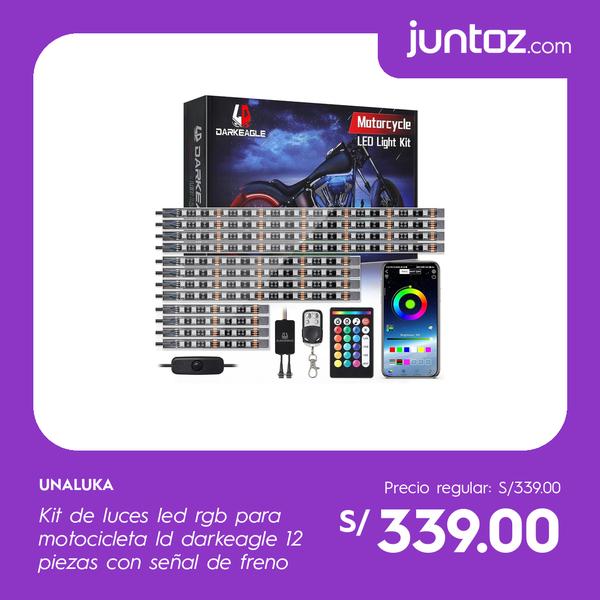 juntoz.com
DARKEAGLE
Motorcycle
LED Light Kit
UNALUKA
Kit de luces led rgb para
motocicleta ld darkeagle 12
piezas con señal de freno
Precio regular: S/339.00
S/ 339.00